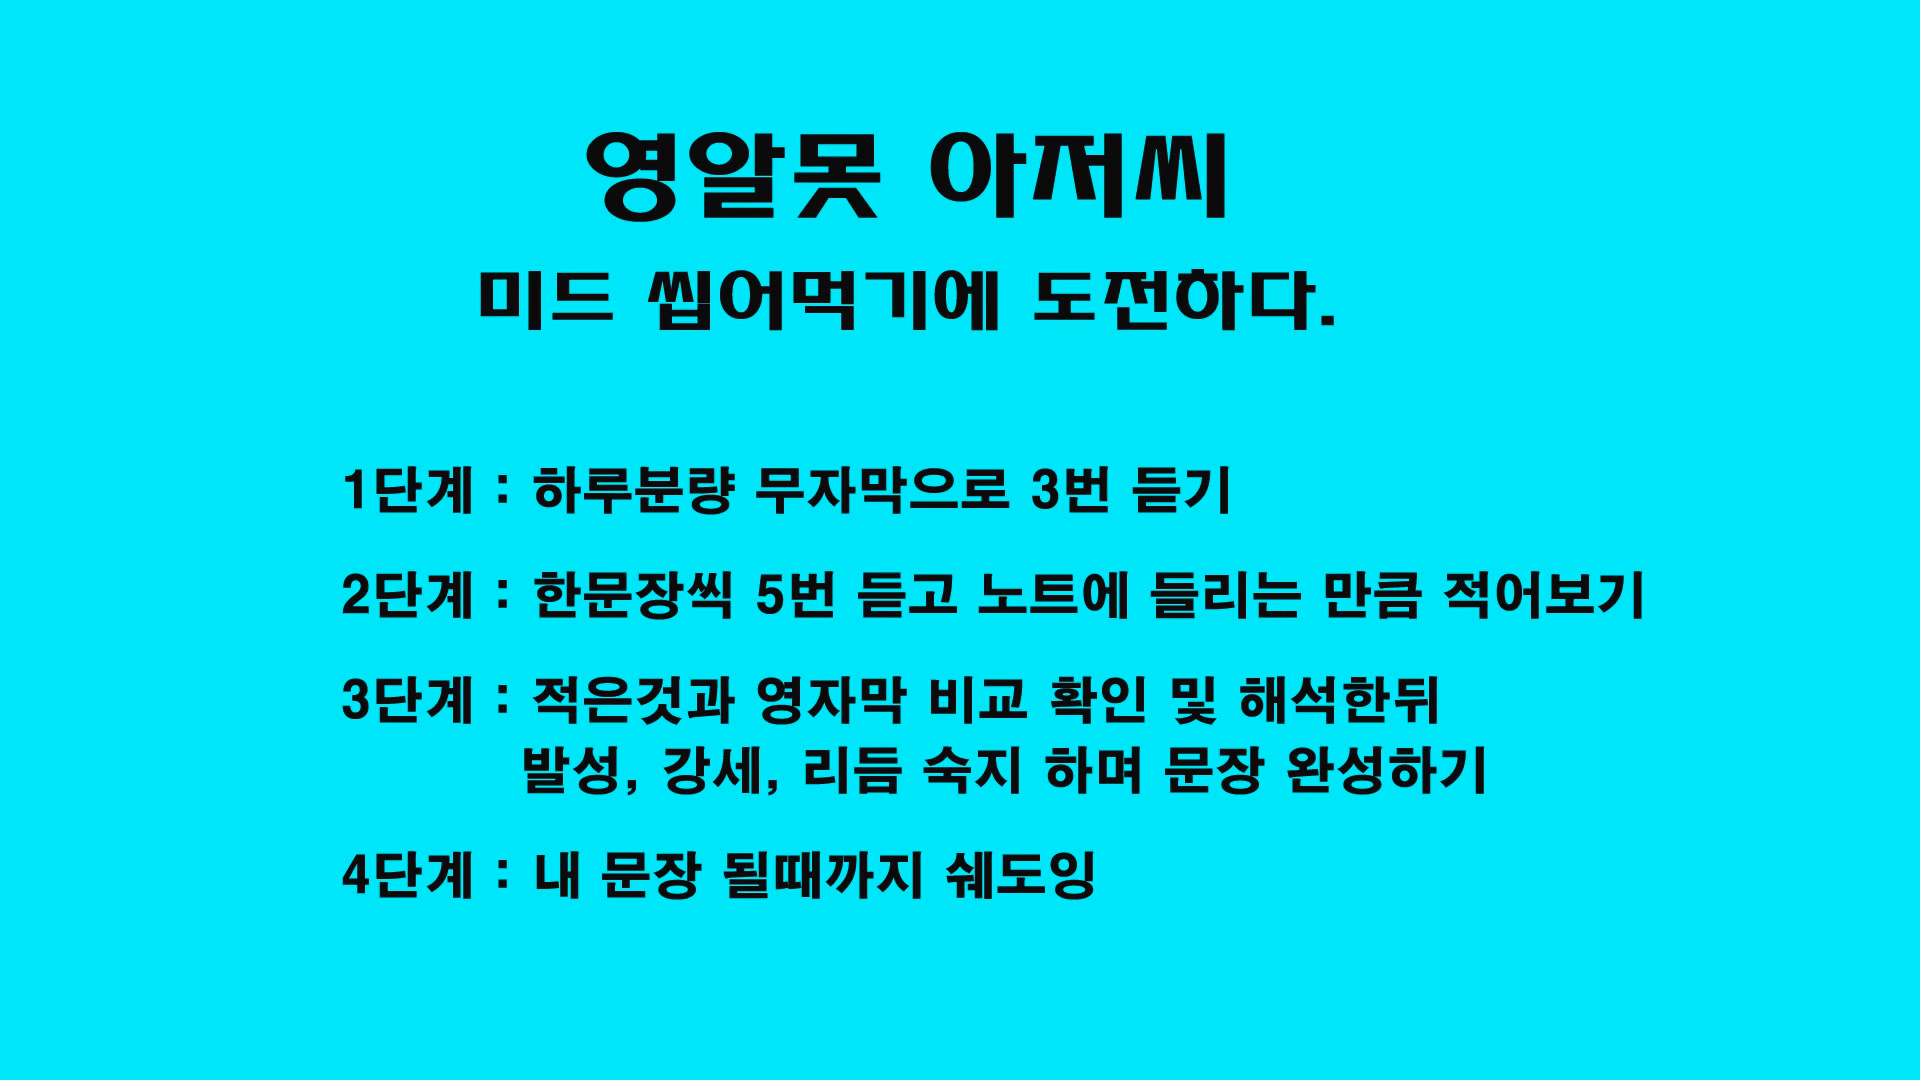 영알못 아저씨
미드 씹어먹기에 도전하다.
1단계 : 하루분량 무자막으로 3번 듣기
2단계 : 한문장씩 5번 듣고 노트에 들리는 만큼 적어보기
3단계 : 적은것과 영자막 비교 확인 및 해석한뒤
발성, 강세, 리듬 숙지 하며 문장 완성하기
4단계 : 내 문장 될때까지 쉐도잉